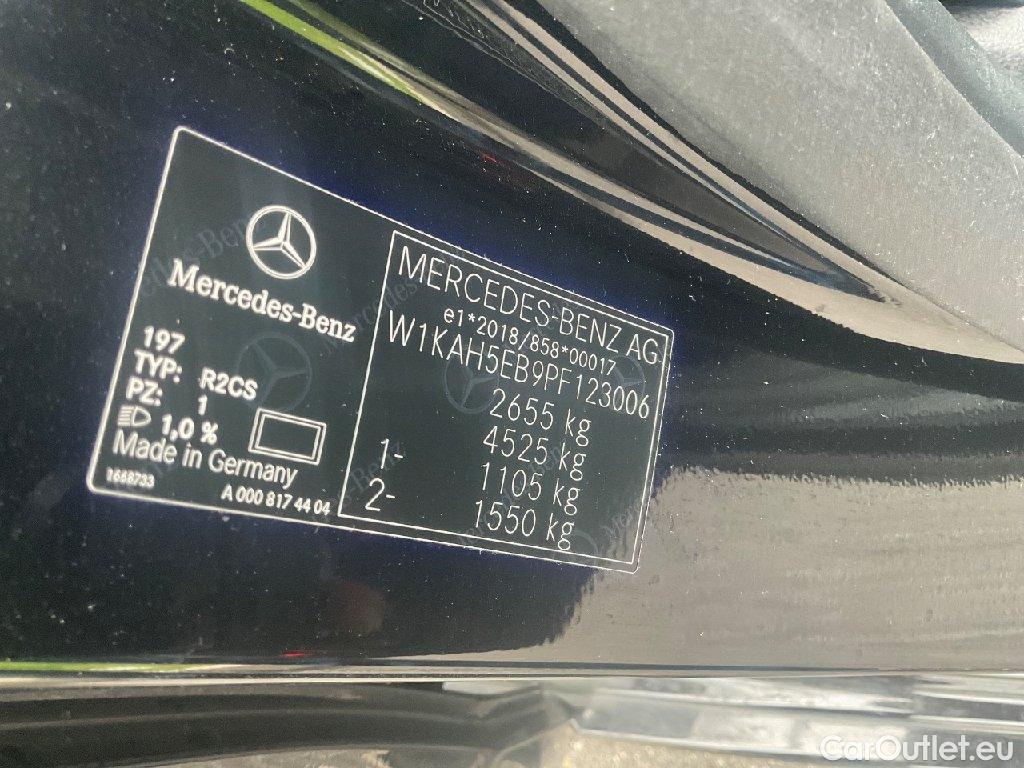 Mercedes-Benz
197
TYP: R2CS
PZ: 1
1,0 %
Made in Germany
1668733
A 000 817 44 04
MERCEDES-BENZ AG
e1*2018/858*00017
W1KAH5EB9PF123006
2655 kg
4525 kg
1- 1105 kg
2- 1550 kg
CarOutlet.eu